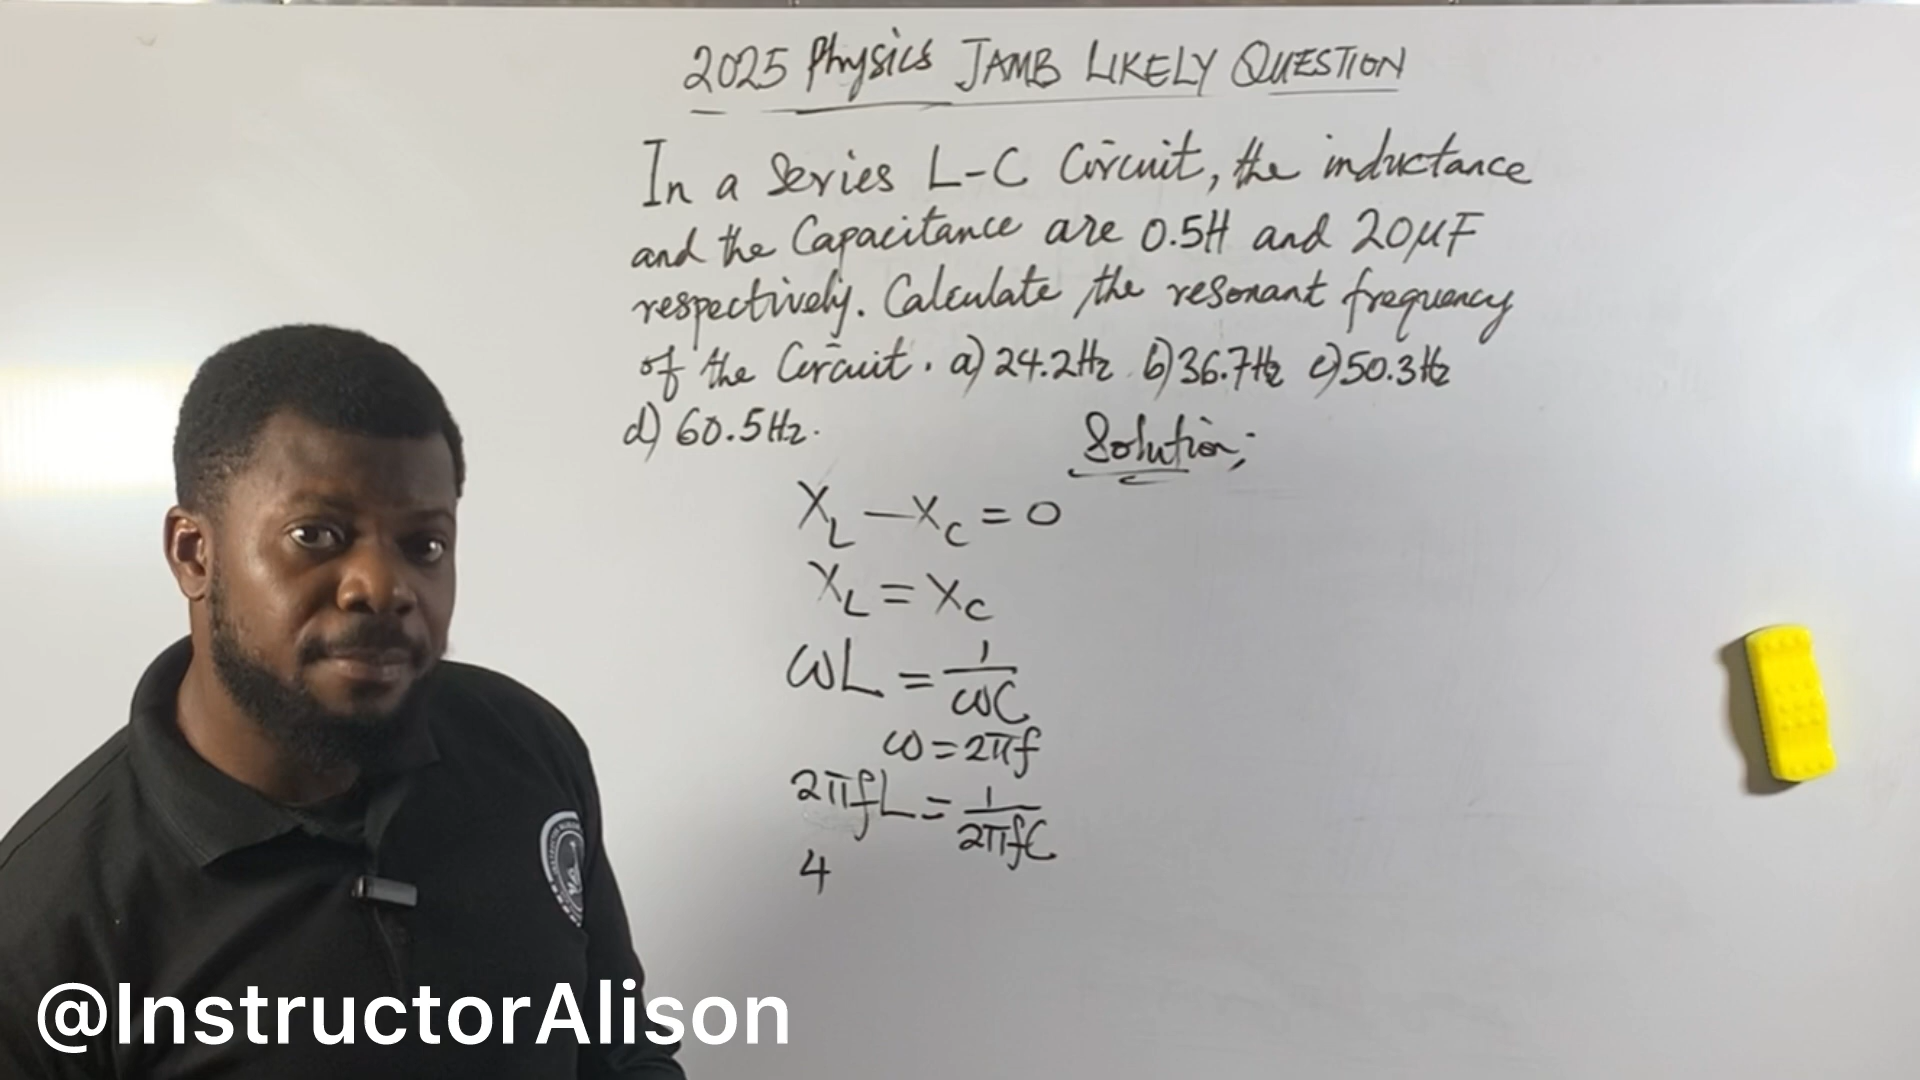 2025 Physics JAMB LIKELY QUESTION
In a Series L-C Circuit, the inductance
and the Capacitance are 0.5H and 20μF
respectively. Calculate the resonant frequency
of the Circuit. a) 24.2Hz b) 36.7Hz c) 50.3Hz
d) 60.5Hz.
Solution;
X_L - X_C = 0
X_L = X_C
ωL = 1/ωC
ω = 2πf
2πfL = 1/2πfC
4
@InstructorAlison